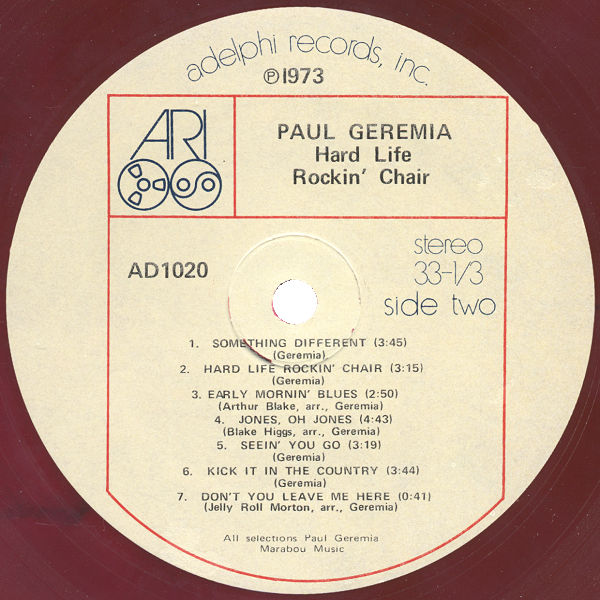 adelphi records, inc.
℗1973
ARI
PAUL GEREMIA
Hard Life
Rockin' Chair
AD1020
stereo
33-1/3
side two
1. SOMETHING DIFFERENT (3:45)
(Geremia)
2. HARD LIFE ROCKIN' CHAIR (3:15)
(Geremia)
3. EARLY MORNIN' BLUES (2:50)
(Arthur Blake, arr., Geremia)
4. JONES, OH JONES (4:43)
(Blake Higgs, arr., Geremia)
5. SEEIN' YOU GO (3:19)
(Geremia)
6. KICK IT IN THE COUNTRY (3:44)
(Geremia)
7. DON'T YOU LEAVE ME HERE (0:41)
(Jelly Roll Morton, arr., Geremia)
All selections Paul Geremia
Marabou Music